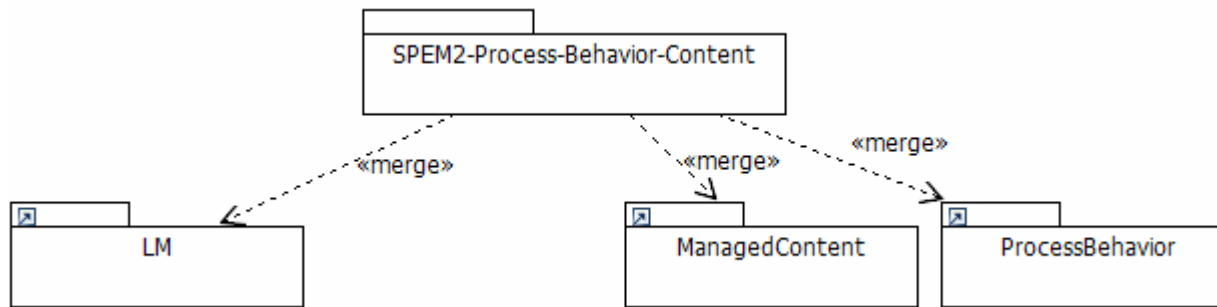 SPEM2-Process-Behavior-Content
«merge»
«merge»
«merge»
LM
ManagedContent
ProcessBehavior